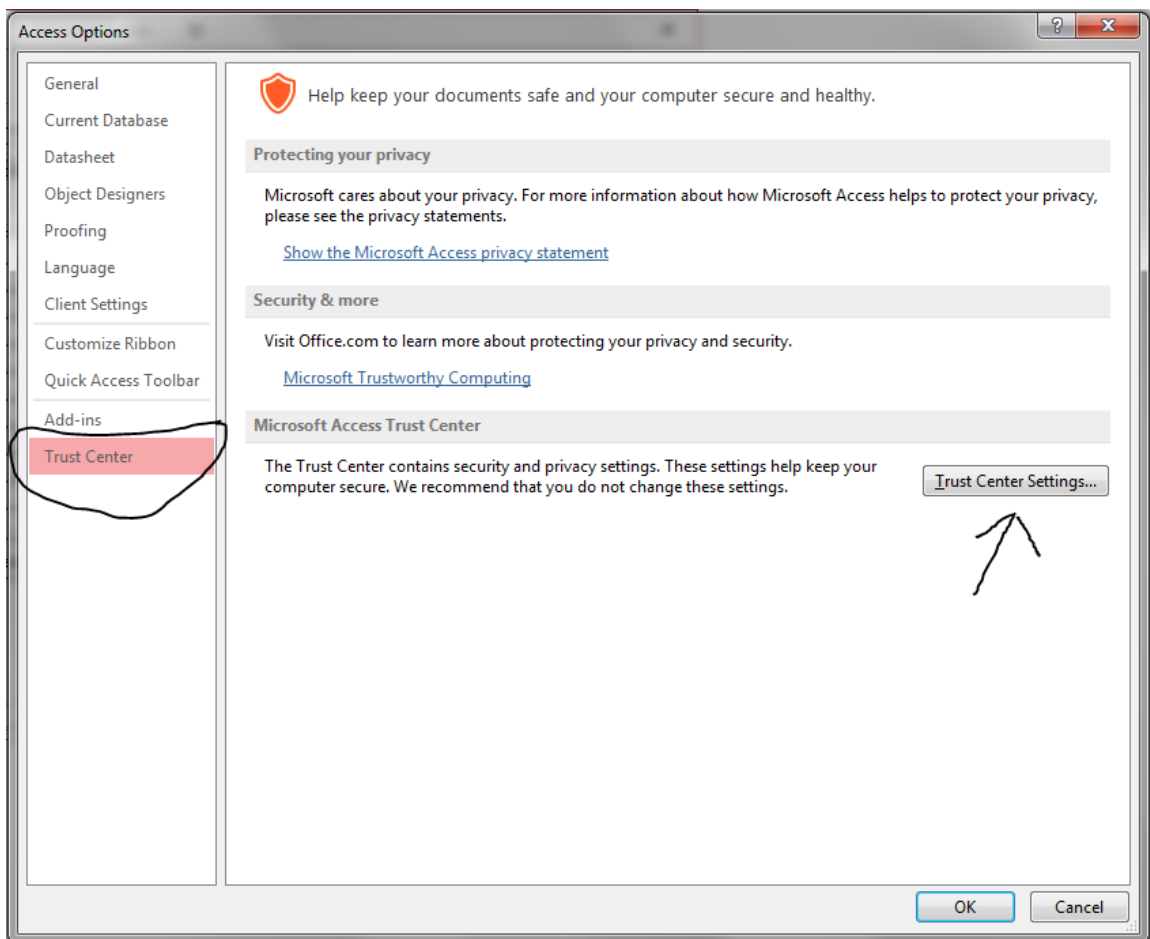 Access Options
General
Current Database
Datasheet
Object Designers
Proofing
Language
Client Settings
Customize Ribbon
Quick Access Toolbar
Add-ins
Trust Center
Help keep your documents safe and your computer secure and healthy.
Protecting your privacy
Microsoft cares about your privacy. For more information about how Microsoft Access helps to protect your privacy,
please see the privacy statements.
Show the Microsoft Access privacy statement
Security & more
Visit Office.com to learn more about protecting your privacy and security.
Microsoft Trustworthy Computing
Microsoft Access Trust Center
The Trust Center contains security and privacy settings. These settings help keep your
computer secure. We recommend that you do not change these settings.
Trust Center Settings...
OK
Cancel